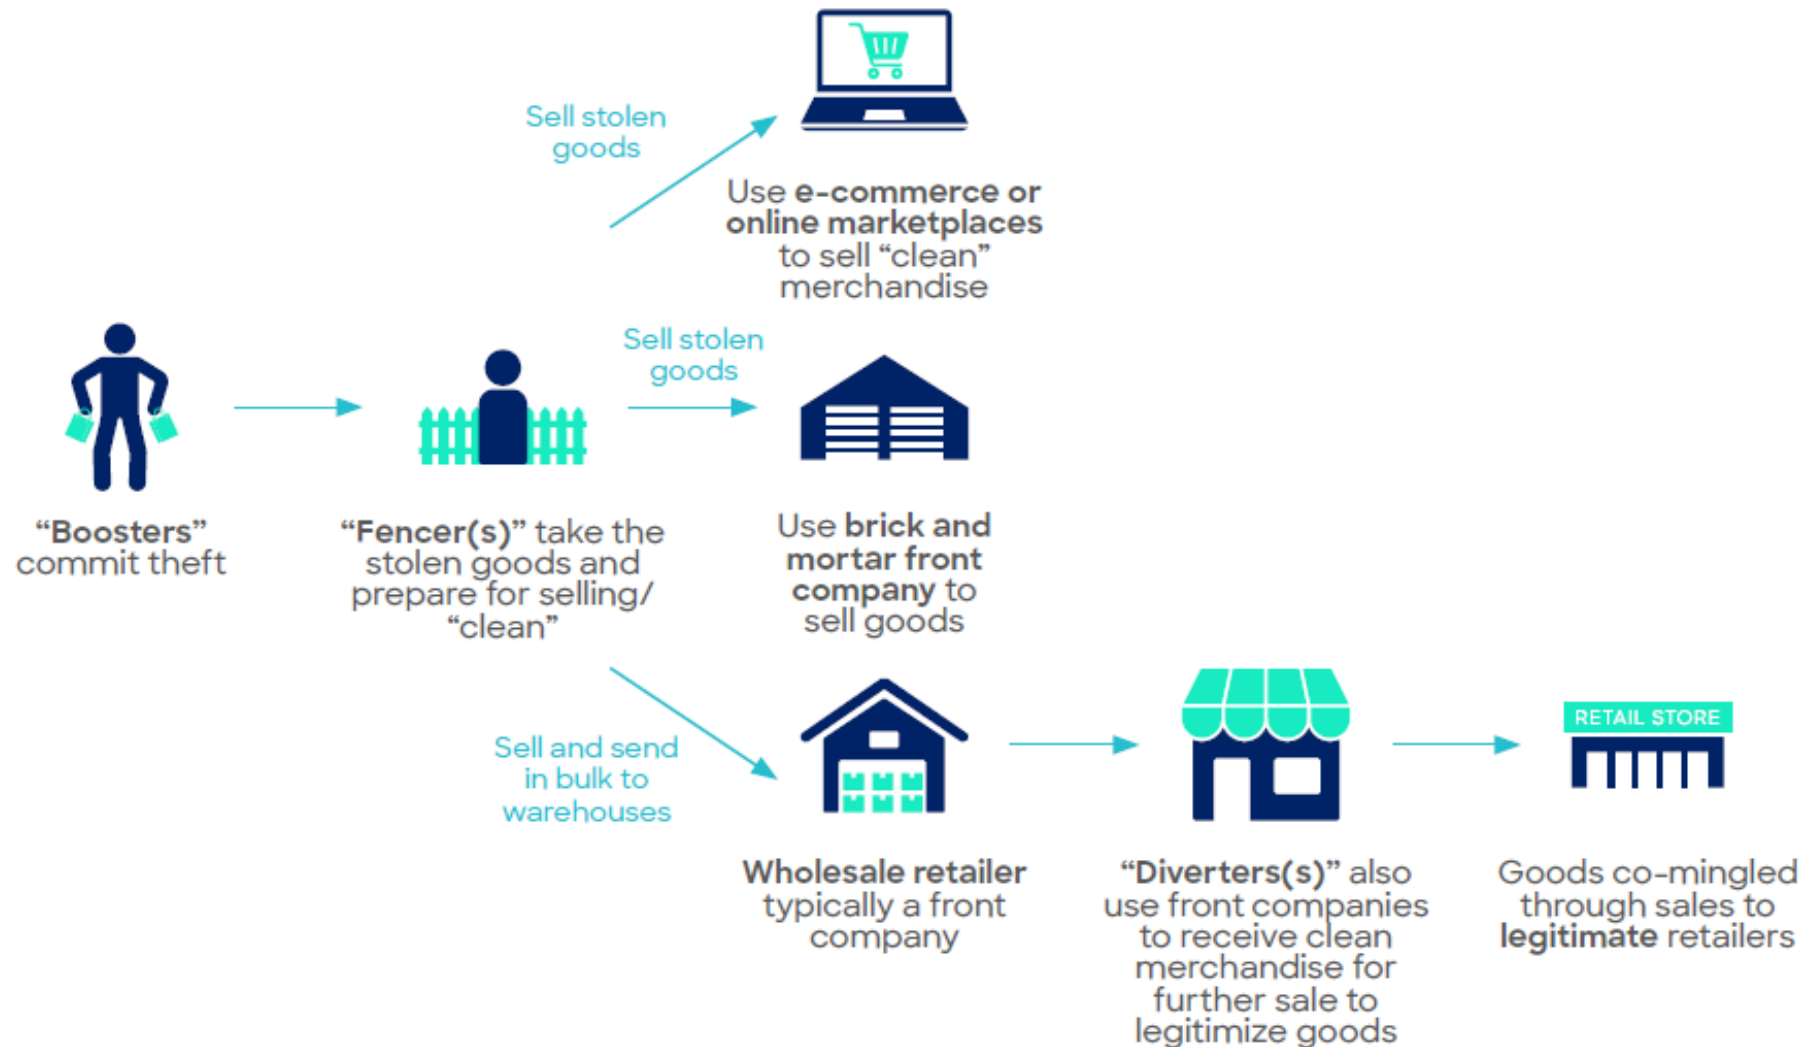 Sell stolen
goods
Use e-commerce or
online marketplaces
to sell “clean”
merchandise
“Boosters”
commit theft
“Fencer(s)” take the
stolen goods and
prepare for selling/
“clean”
Sell stolen
goods
Use brick and
mortar front
company to
sell goods
Sell and send
in bulk to
warehouses
Wholesale retailer
typically a front
company
“Diverters(s)” also
use front companies
to receive clean
merchandise for
further sale to
legitimize goods
RETAIL STORE
Goods co-mingled
through sales to
legitimate retailers